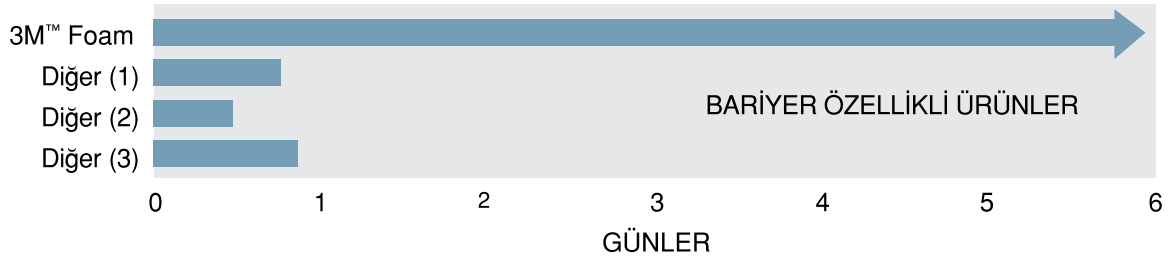 3M™ Foam
Diğer (1)
Diğer (2)
Diğer (3)
BARİYER ÖZELLİKLİ ÜRÜNLER
0 1 2 3 4 5 6
GÜNLER